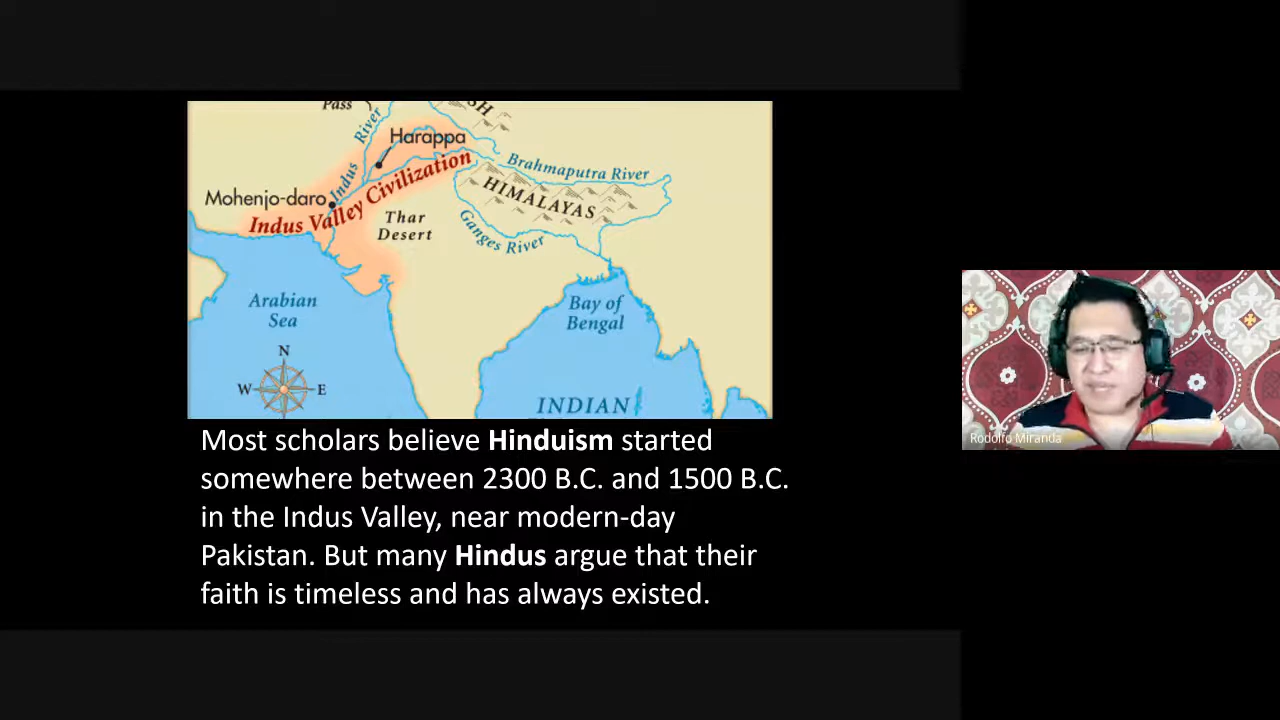 Pass
SH
River
Harappa
Indus
Brahmaputra River
Mohenjo-daro
HIMALAYAS
Indus Valley Civilization
Thar
Desert
Ganges River
Arabian
Sea
Bay of
Bengal
N
W
E
INDIAN
Most scholars believe Hinduism started
somewhere between 2300 B.C. and 1500 B.C.
in the Indus Valley, near modern-day
Pakistan. But many Hindus argue that their
faith is timeless and has always existed.
Rodolfo Miranda